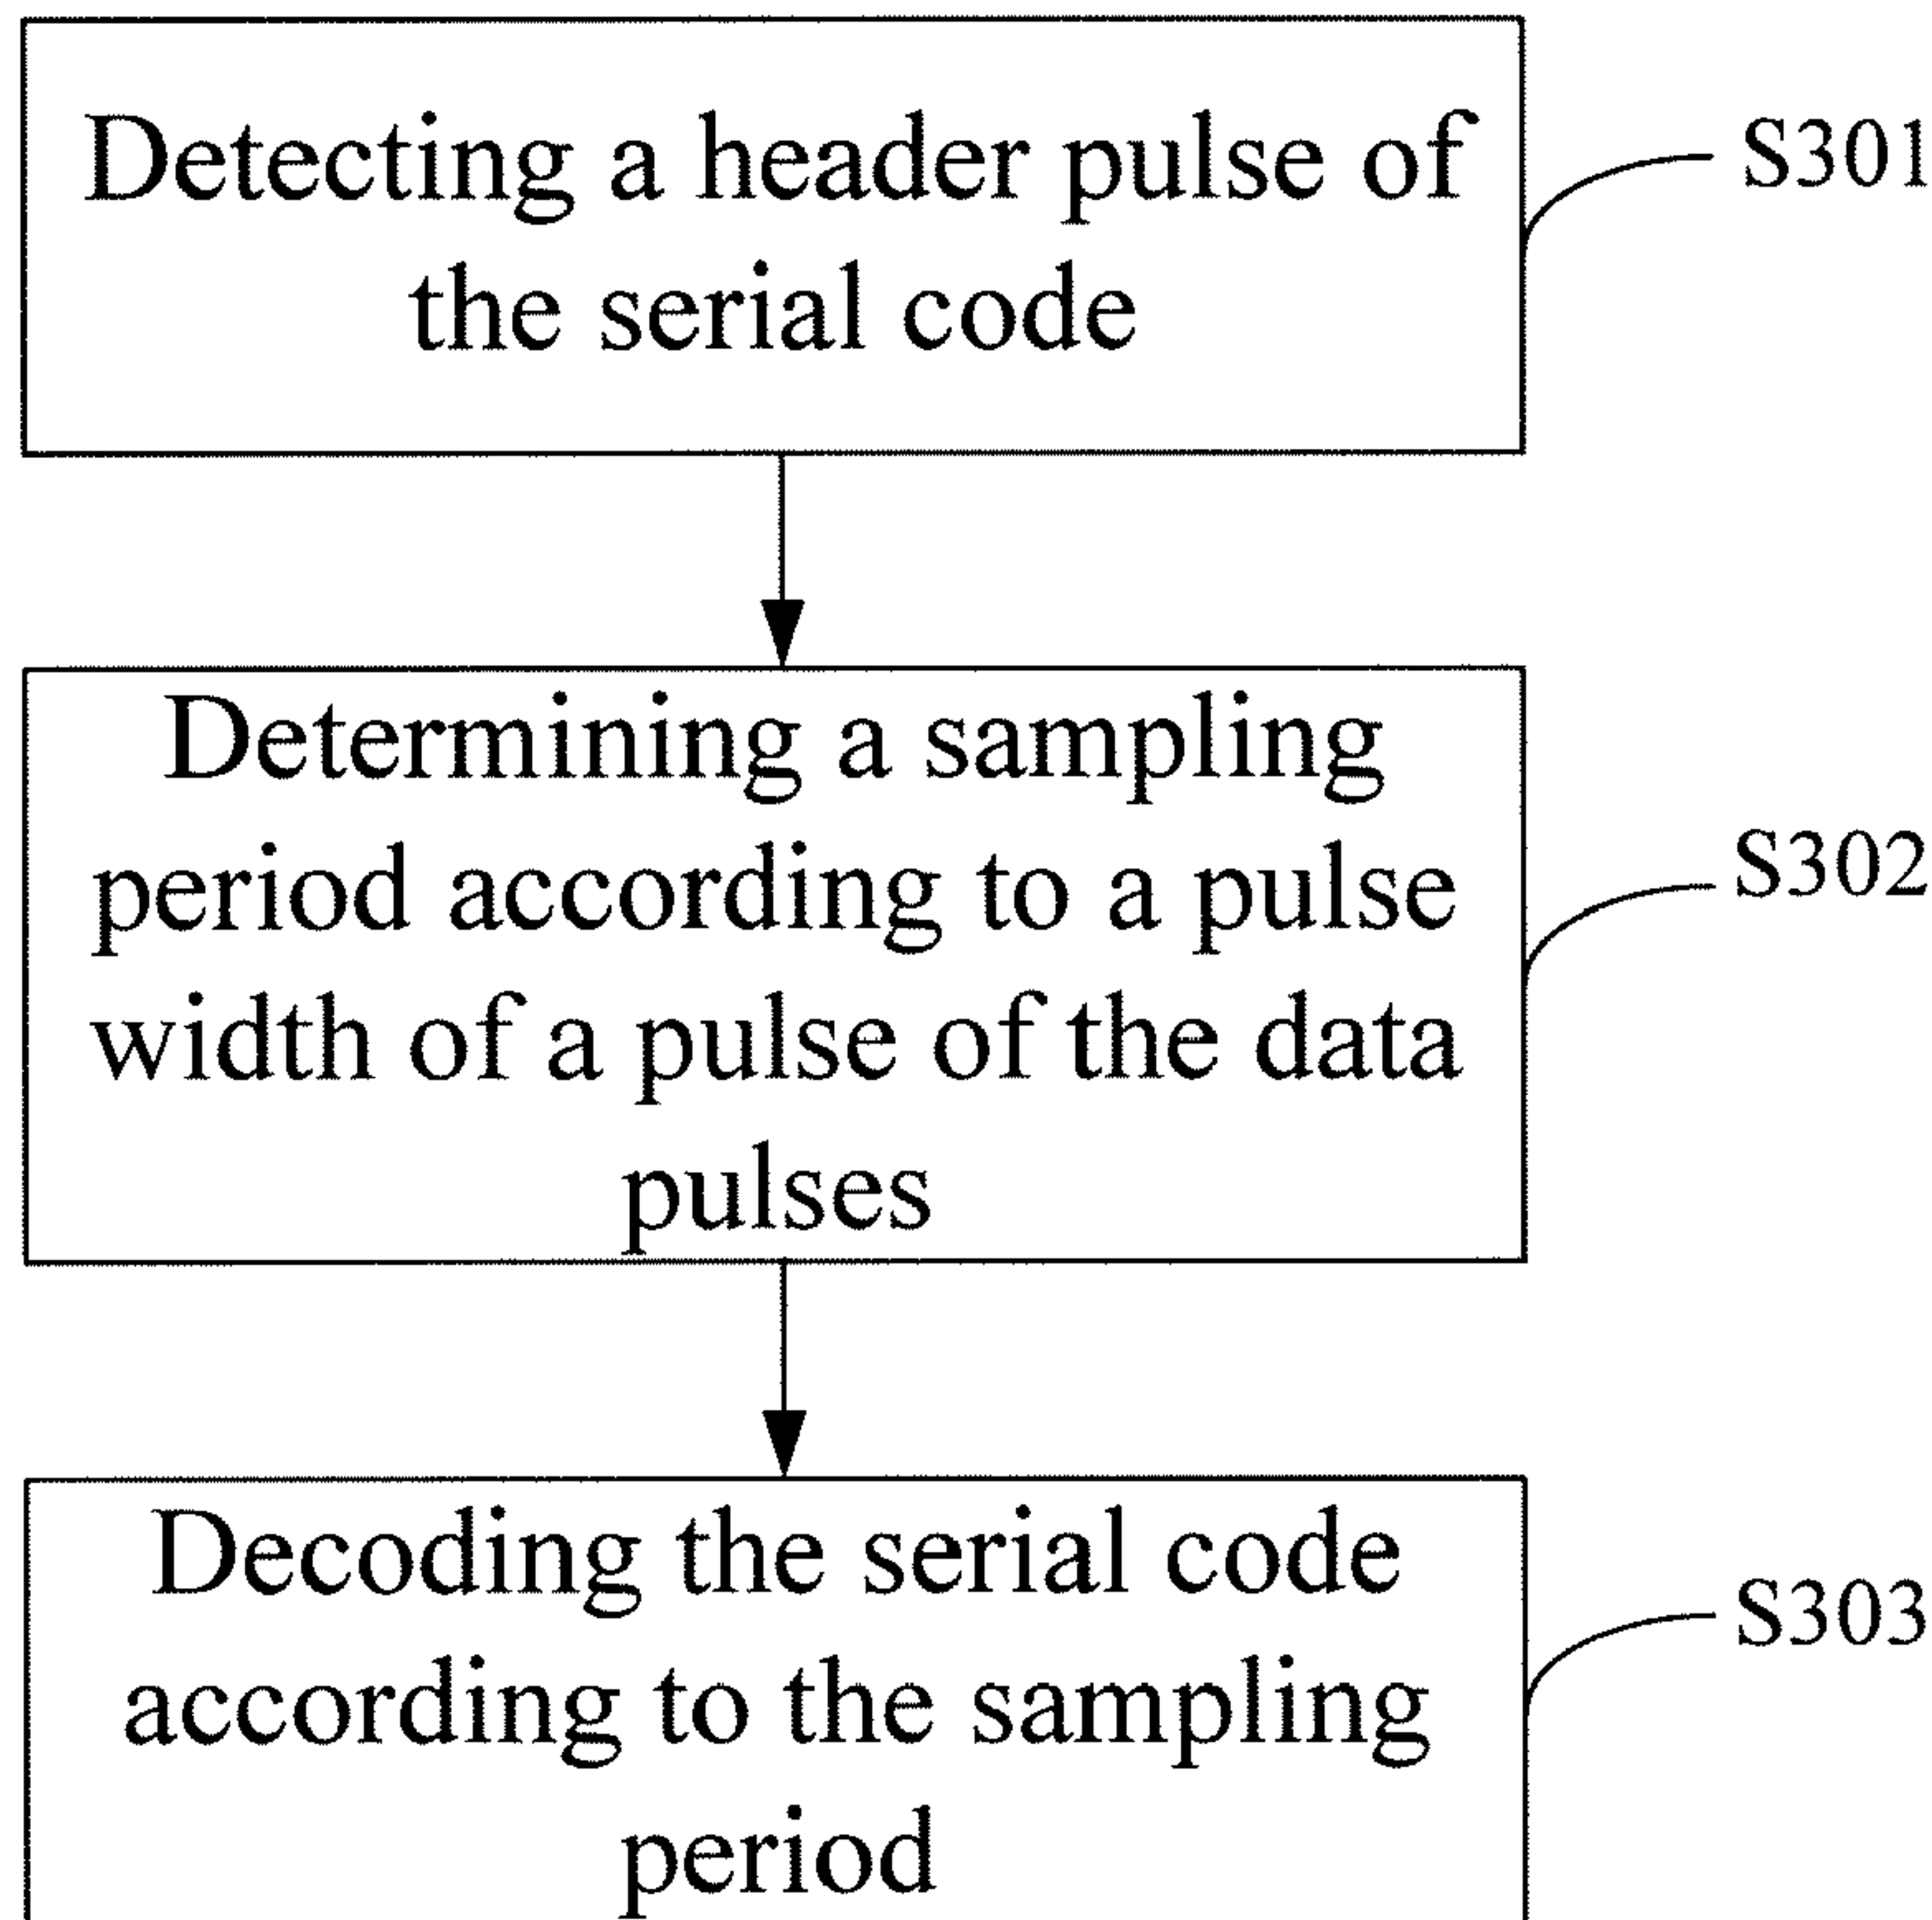 Detecting a header pulse of
the serial code
S301
Determining a sampling
period according to a pulse
width of a pulse of the data
pulses
S302
Decoding the serial code
according to the sampling
period
S303